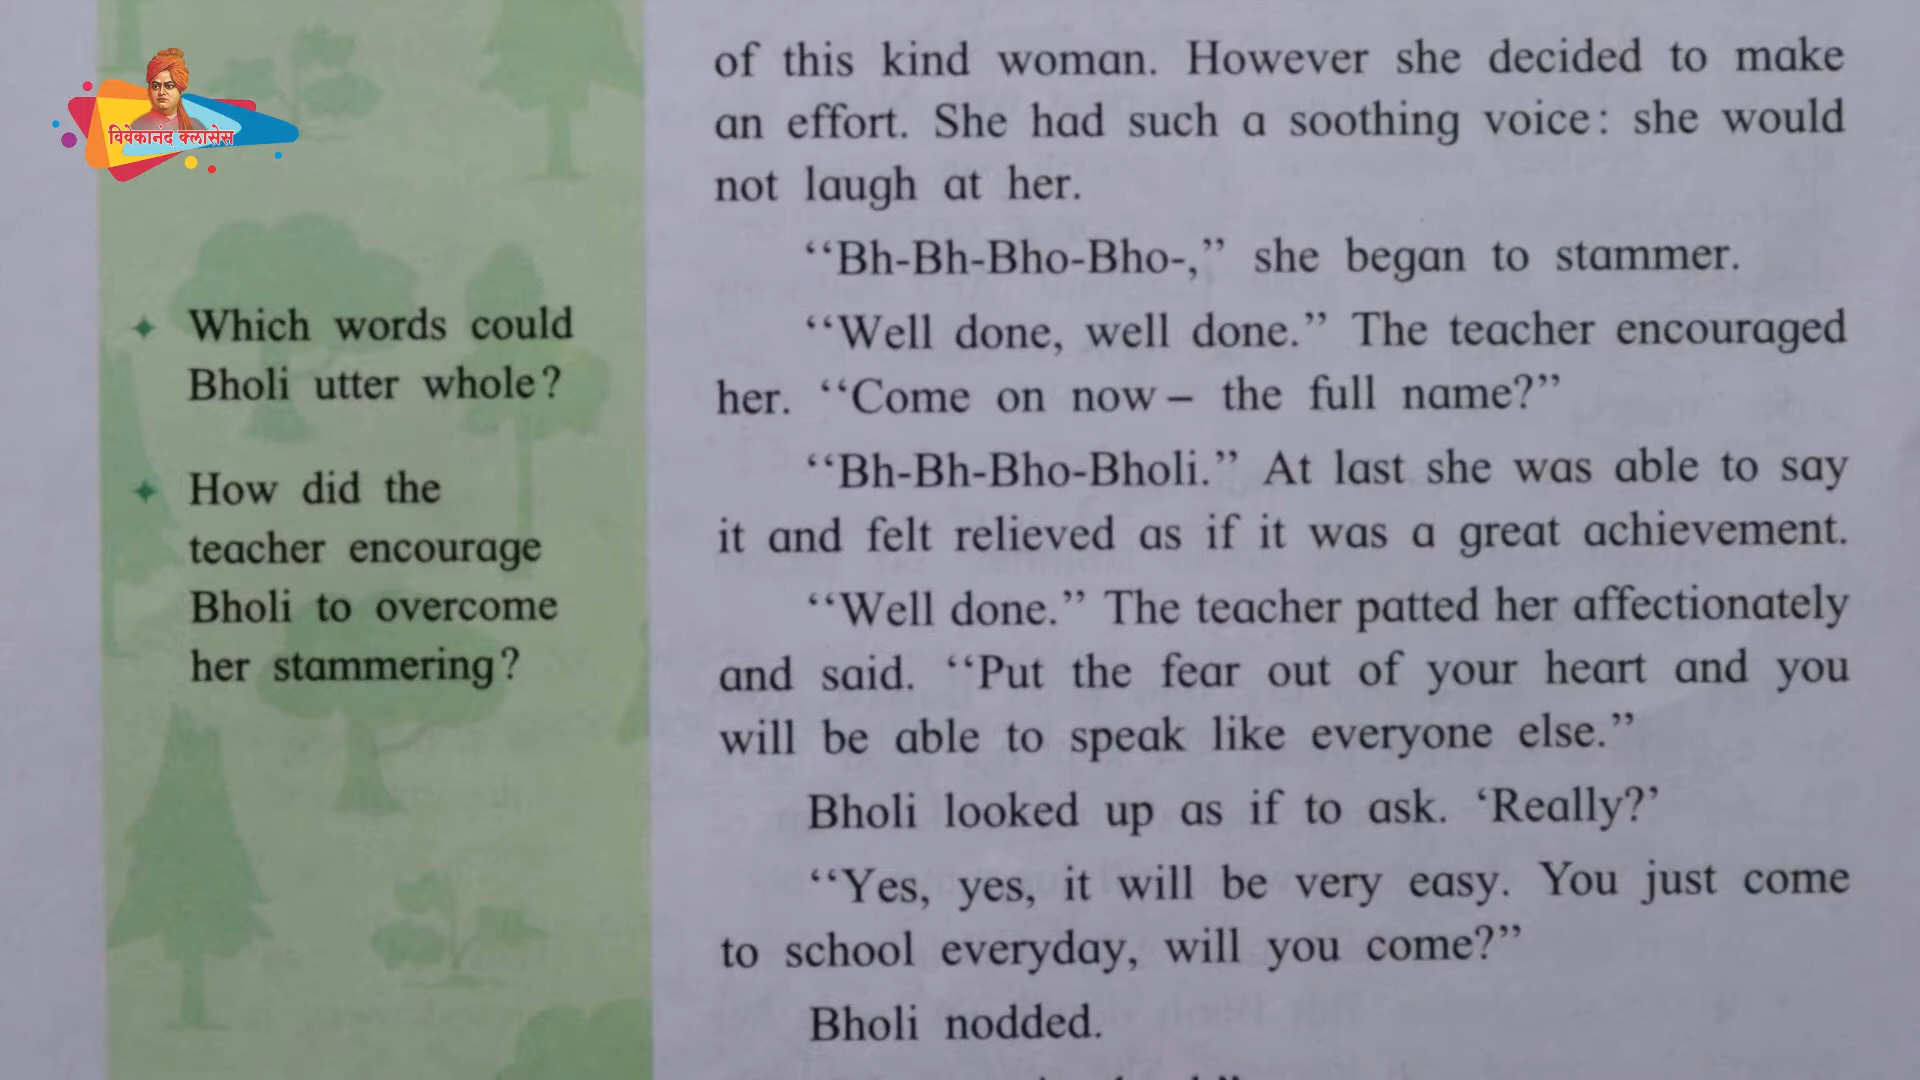 विवेकानंद क्लासेस
Which words could
Bholi utter whole?
How did the
teacher encourage
Bholi to overcome
her stammering?
of this kind woman. However she decided to make
an effort. She had such a soothing voice: she would
not laugh at her.
“Bh-Bh-Bho-Bho-,” she began to stammer.
“Well done, well done.” The teacher encouraged
her. “Come on now – the full name?”
“Bh-Bh-Bho-Bholi.” At last she was able to say
it and felt relieved as if it was a great achievement.
“Well done.” The teacher patted her affectionately
and said. “Put the fear out of your heart and you
will be able to speak like everyone else.”
Bholi looked up as if to ask. ‘Really?’
“Yes, yes, it will be very easy. You just come
to school everyday, will you come?”
Bholi nodded.